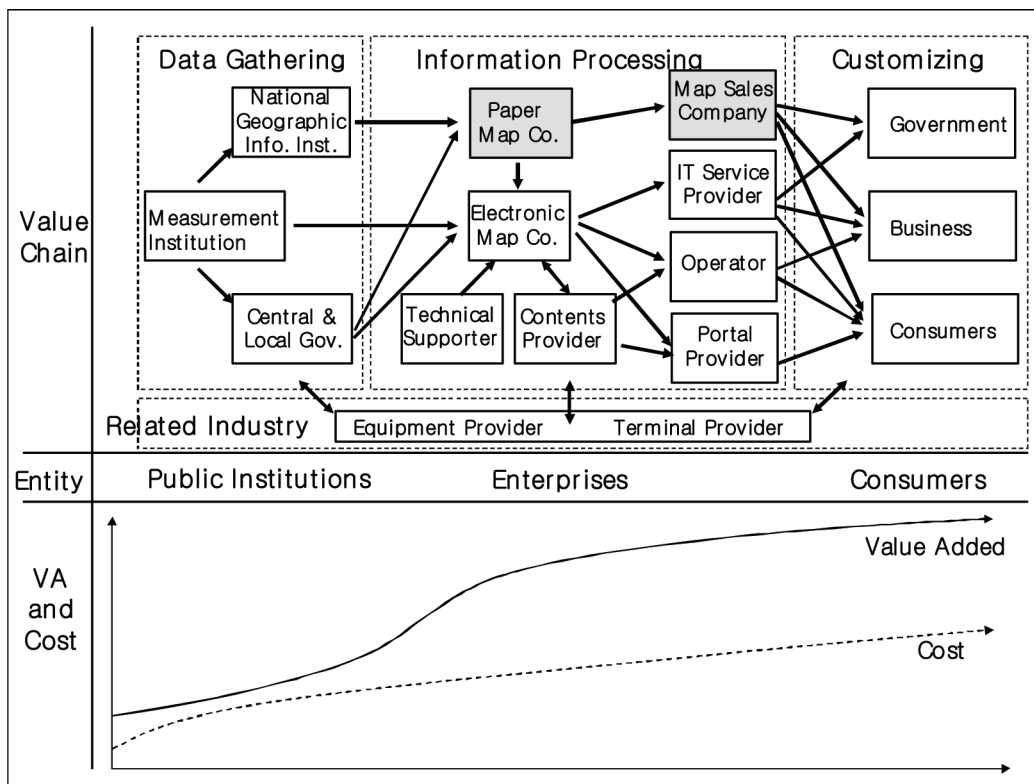 Data Gathering
Information Processing
Customizing
National
Geographic
Info. Inst.
Paper
Map Co.
Map Sales
Company
Government
Value
Chain
Measurement
Institution
Electronic
Map Co.
IT Service
Provider
Business
Operator
Central &
Local Gov.
Technical
Supporter
Contents
Provider
Portal
Provider
Consumers
Related Industry
Equipment Provider
Terminal Provider
Entity
Public Institutions
Enterprises
Consumers
VA
and
Cost
Value Added
Cost